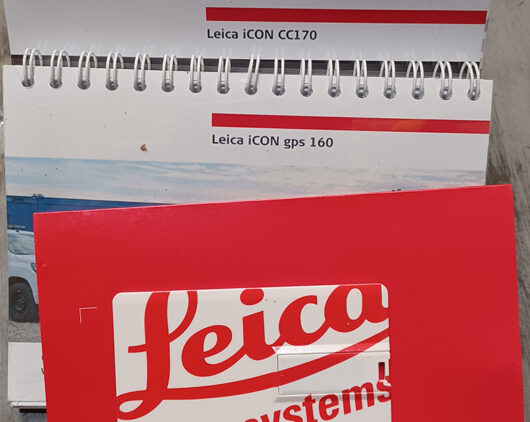 Leica iCON CC170
Leica iCON gps 160
Leica
systems